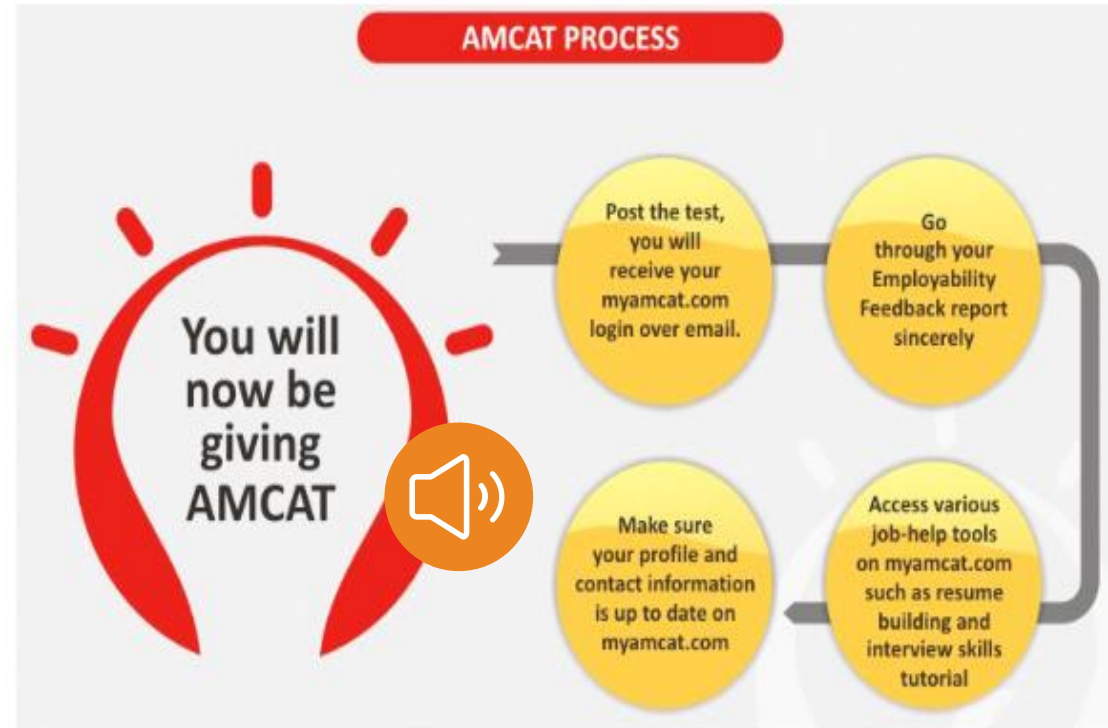 AMCAT PROCESS
You will
now be
giving
AMCAT
Post the test,
you will
receive your
myamcat.com
login over email.
Go
through your
Employability
Feedback report
sincerely
Access various
job-help tools
on myamcat.com
such as resume
building and
interview skills
tutorial
Make sure
your profile and
contact information
is up to date on
myamcat.com